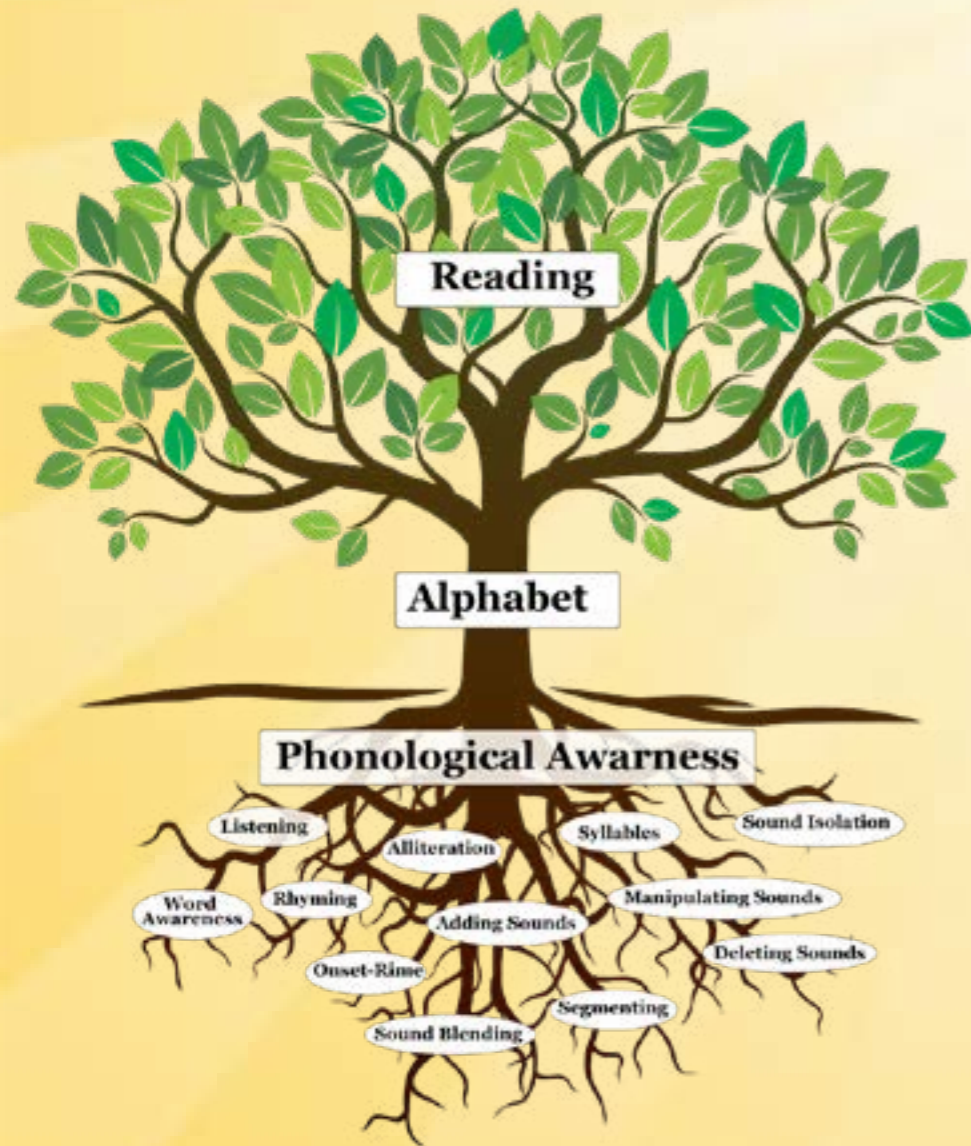 Reading
Alphabet
Phonological Awarness
Listening
Alliteration
Syllables
Sound Isolation
Word
Awareness
Rhyming
Adding Sounds
Manipulating Sounds
Onset-Rime
Deleting Sounds
Sound Blending
Segmenting